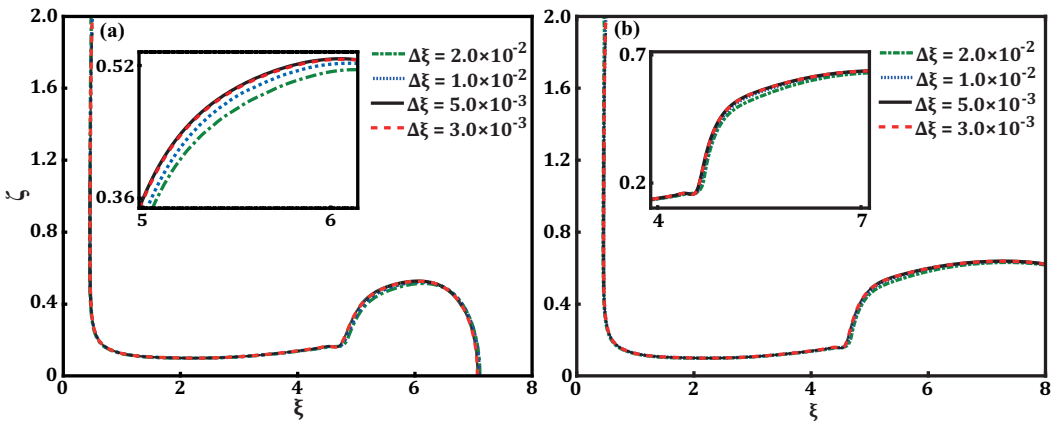 (a)
2.0
1.6
1.2
0.8
0.4
0
ζ
0.52
0.36
5
6
Δξ = 2.0×10⁻²
Δξ = 1.0×10⁻²
Δξ = 5.0×10⁻³
Δξ = 3.0×10⁻³
0 2 4 6 8
ξ
(b)
2.0
1.6
1.2
0.8
0.4
0
0.7
0.2
4
7
Δξ = 2.0×10⁻²
Δξ = 1.0×10⁻²
Δξ = 5.0×10⁻³
Δξ = 3.0×10⁻³
0 2 4 6 8
ξ